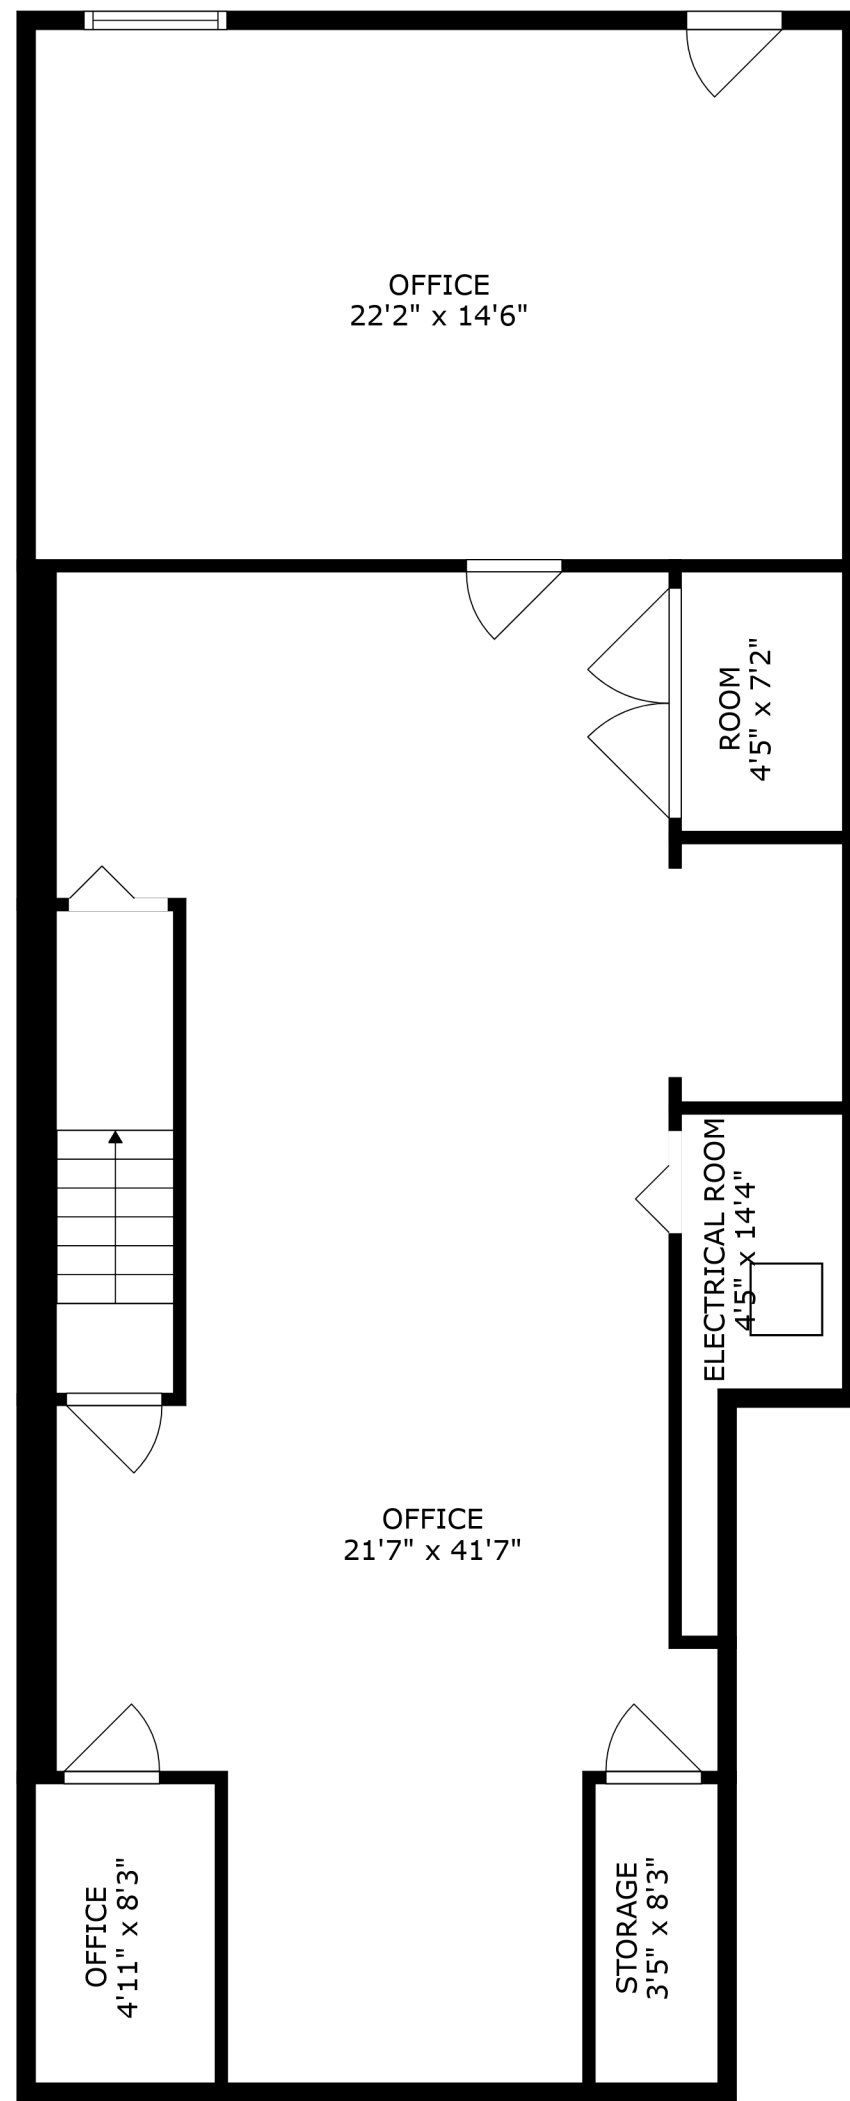 OFFICE
22'2" x 14'6"
ROOM
4'5" x 7'2"
ELECTRICAL ROOM
4'5" x 14'4"
OFFICE
21'7" x 41'7"
OFFICE
4'11" x 8'3"
STORAGE
3'5" x 8'3"